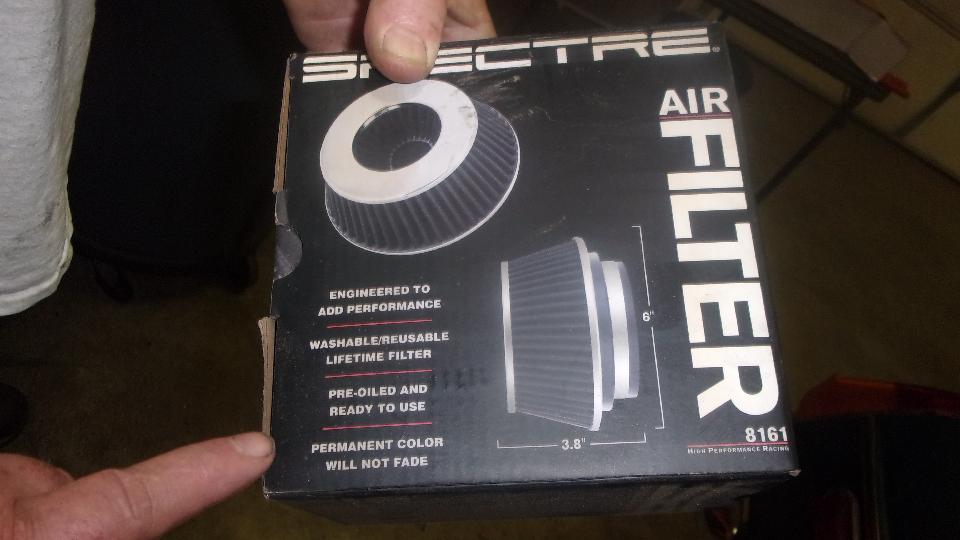 SPECTRE®
AIR
FILTER
ENGINEERED TO
ADD PERFORMANCE
WASHABLE/REUSABLE
LIFETIME FILTER
PRE-OILED AND
READY TO USE
PERMANENT COLOR
WILL NOT FADE
6"
3.8"
8161
HIGH PERFORMANCE RACING